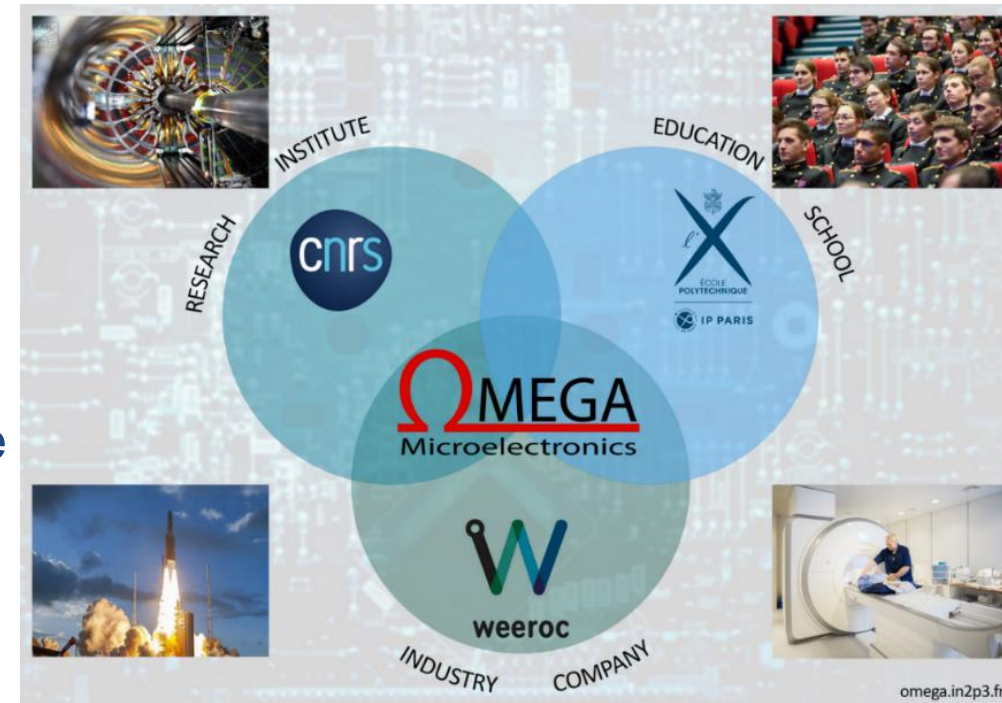 INSTITUTE
RESEARCH
cnrs
EDUCATION
SCHOOL
l'X
ÉCOLE
POLYTECHNIQUE
IP PARIS
ΩMEGA
Microelectronics
e
weeroc
INDUSTRY COMPANY
omega.in2p3.fr